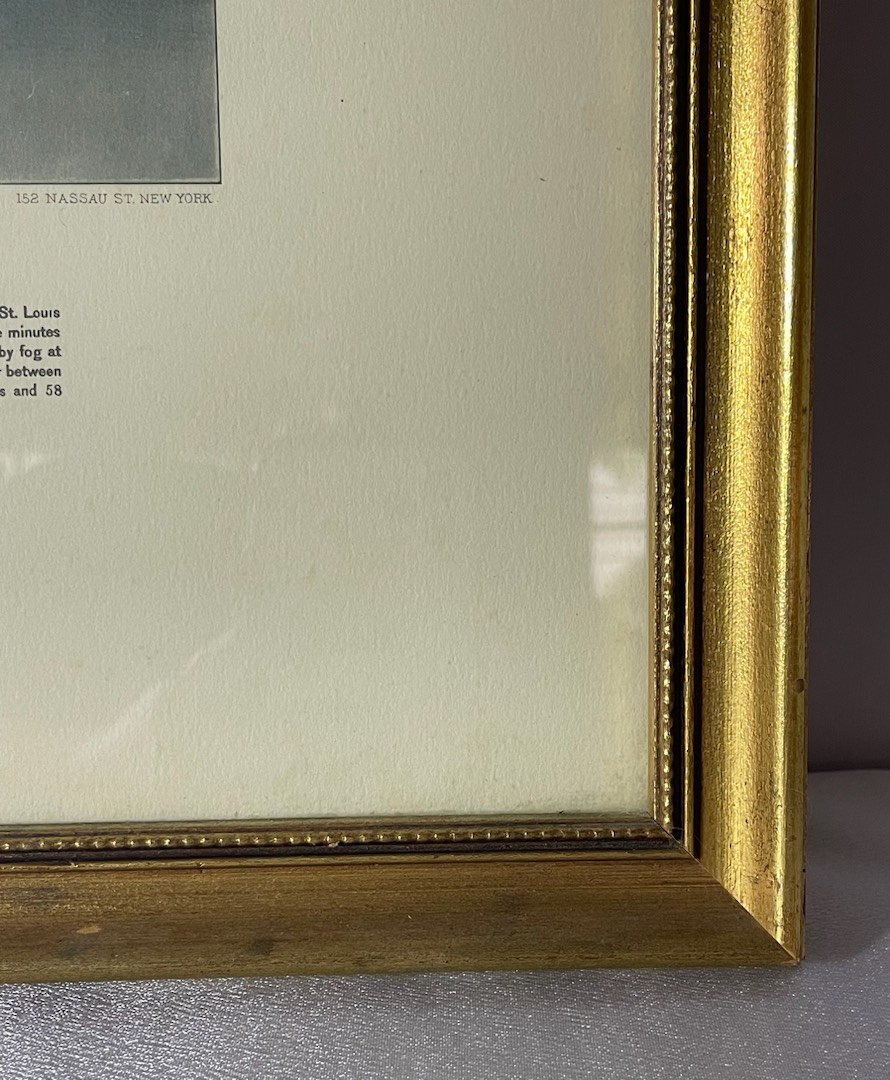 152 NASSAU ST. NEW YORK
St. Louis
minutes
by fog at
between
and 58